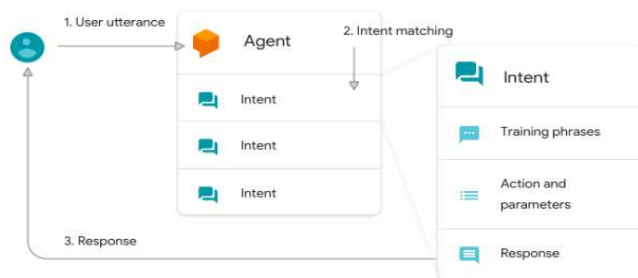 1. User utterance
Agent
2. Intent matching
Intent
Intent
Intent
Intent
Training phrases
Action and
parameters
Response
3. Response